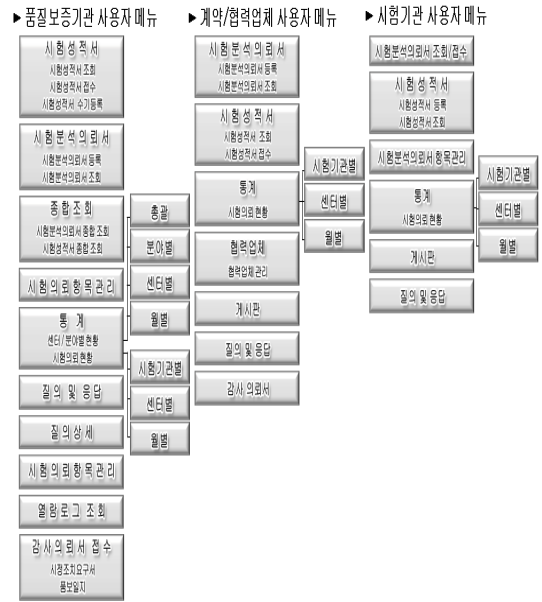 ▶ 품질보증기관 사용자 메뉴
시 험 성 적 서
시험성적서 조회
시험성적서 접수
시험성적서 수기등록
시 험 분 석 의 뢰 서
시험분석의뢰서 등록
시험분석의뢰서 조회
종 합 조 회
시험분석의뢰서 종합 조회
시험성적서 종합 조회
총괄
분야별
센터별
월별
시 험 의 뢰 항 목 관 리
통 계
센터 / 분야별 현황
시험의뢰 현황
시험기관별
센터별
월별
질 의 및 응 답
질 의 상 세
시 험 의 뢰 항 목 관 리
열 람 로 그 조 회
감 사 의 뢰 서 접 수
시정조치요구서
품보일지
▶ 계약/협력업체 사용자 메뉴
시 험 분 석 의 뢰 서
시험분석의뢰서 등록
시험분석의뢰서 조회
시 험 성 적 서
시험성적서 조회
시험성적서 접수
통계
시험의뢰 현황
시험기관별
센터별
월별
협력업체
협력업체 관리
게시판
질의 및 응답
감사 의뢰서
▶ 시험기관 사용자 메뉴
시험분석의뢰서 조회/접수
시 험 성 적 서
시험성적서 등록
시험성적서 조회
시험분석의뢰서 항목관리
통계
시험의뢰 현황
시험기관별
센터별
월별
게시판
질의 및 응답